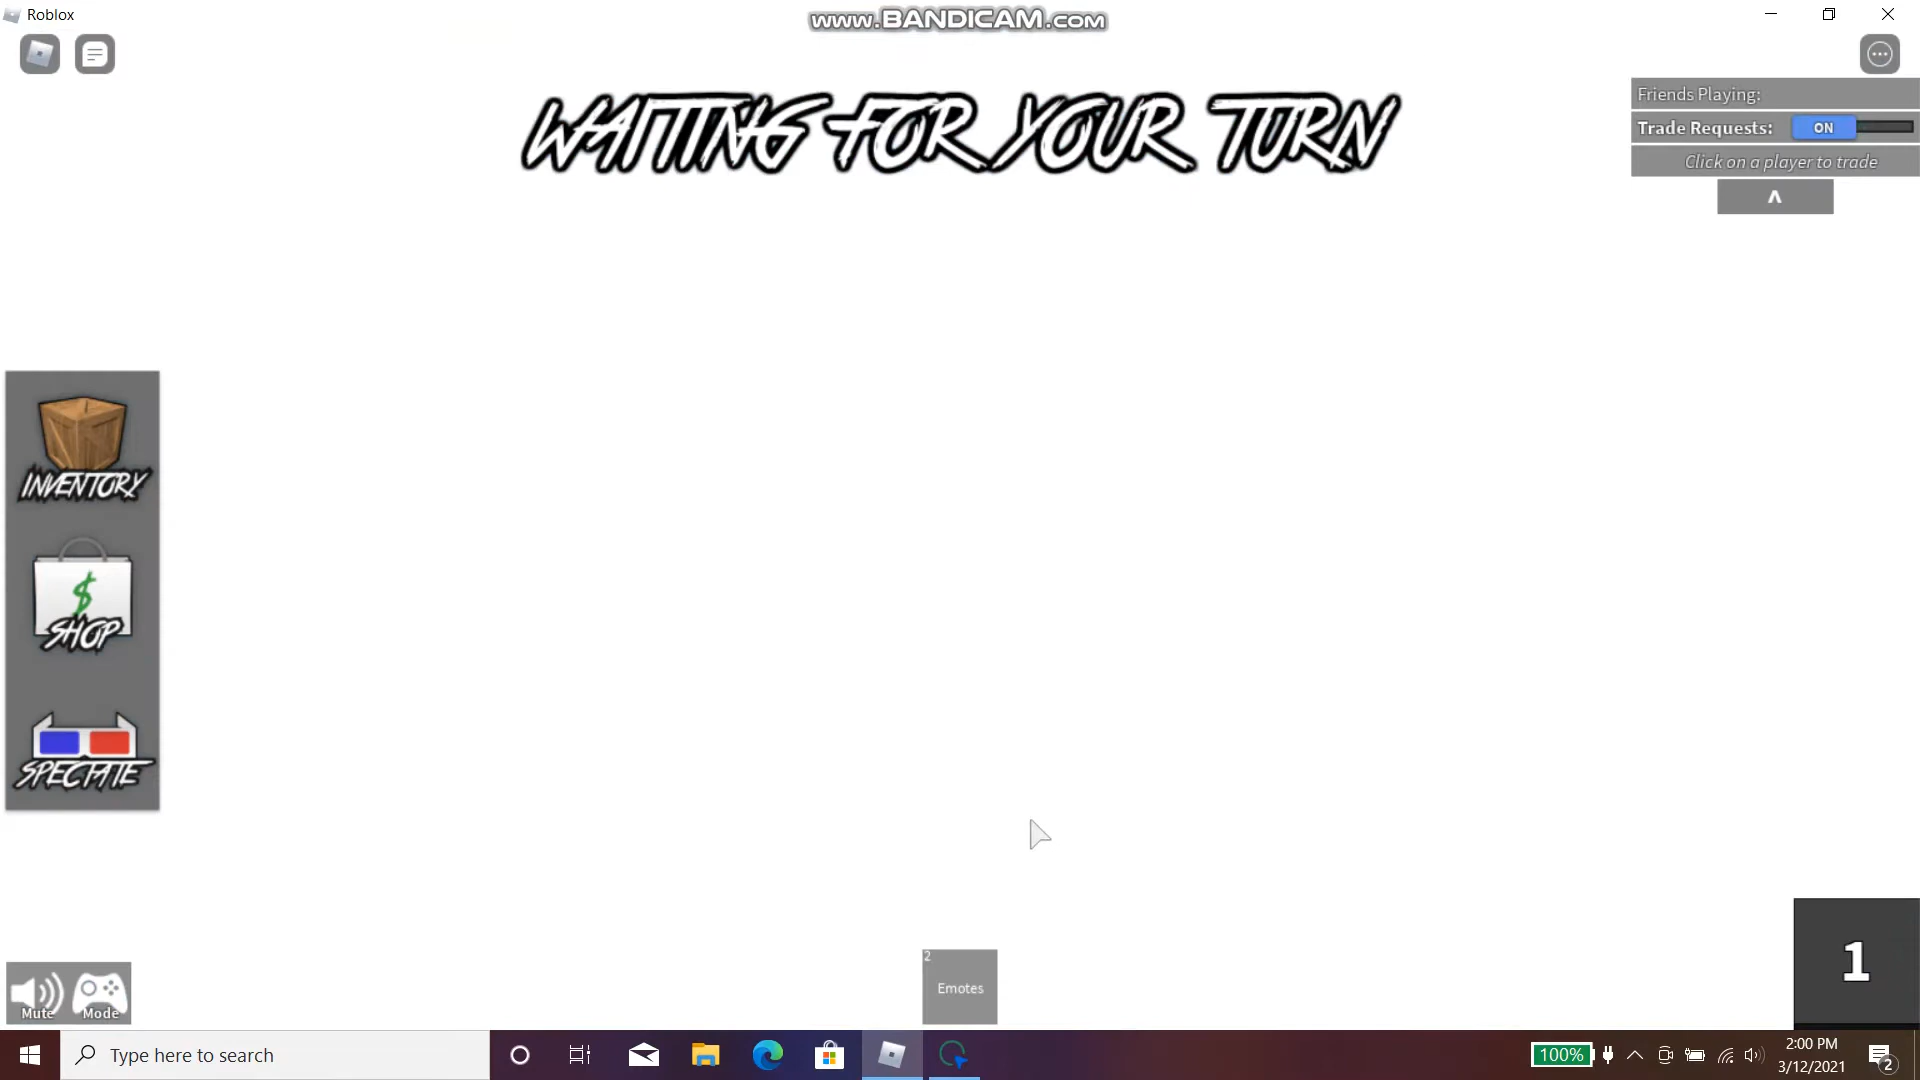 Roblox
www.BANDICAM.com
WAITING FOR YOUR TURN
Friends Playing:
Trade Requests: ON
Click on a player to trade
INVENTORY
$
SHOP
SPECTATE
Mute Mode
2
Emotes
1
Type here to search
100%
2:00 PM
3/12/2021
2